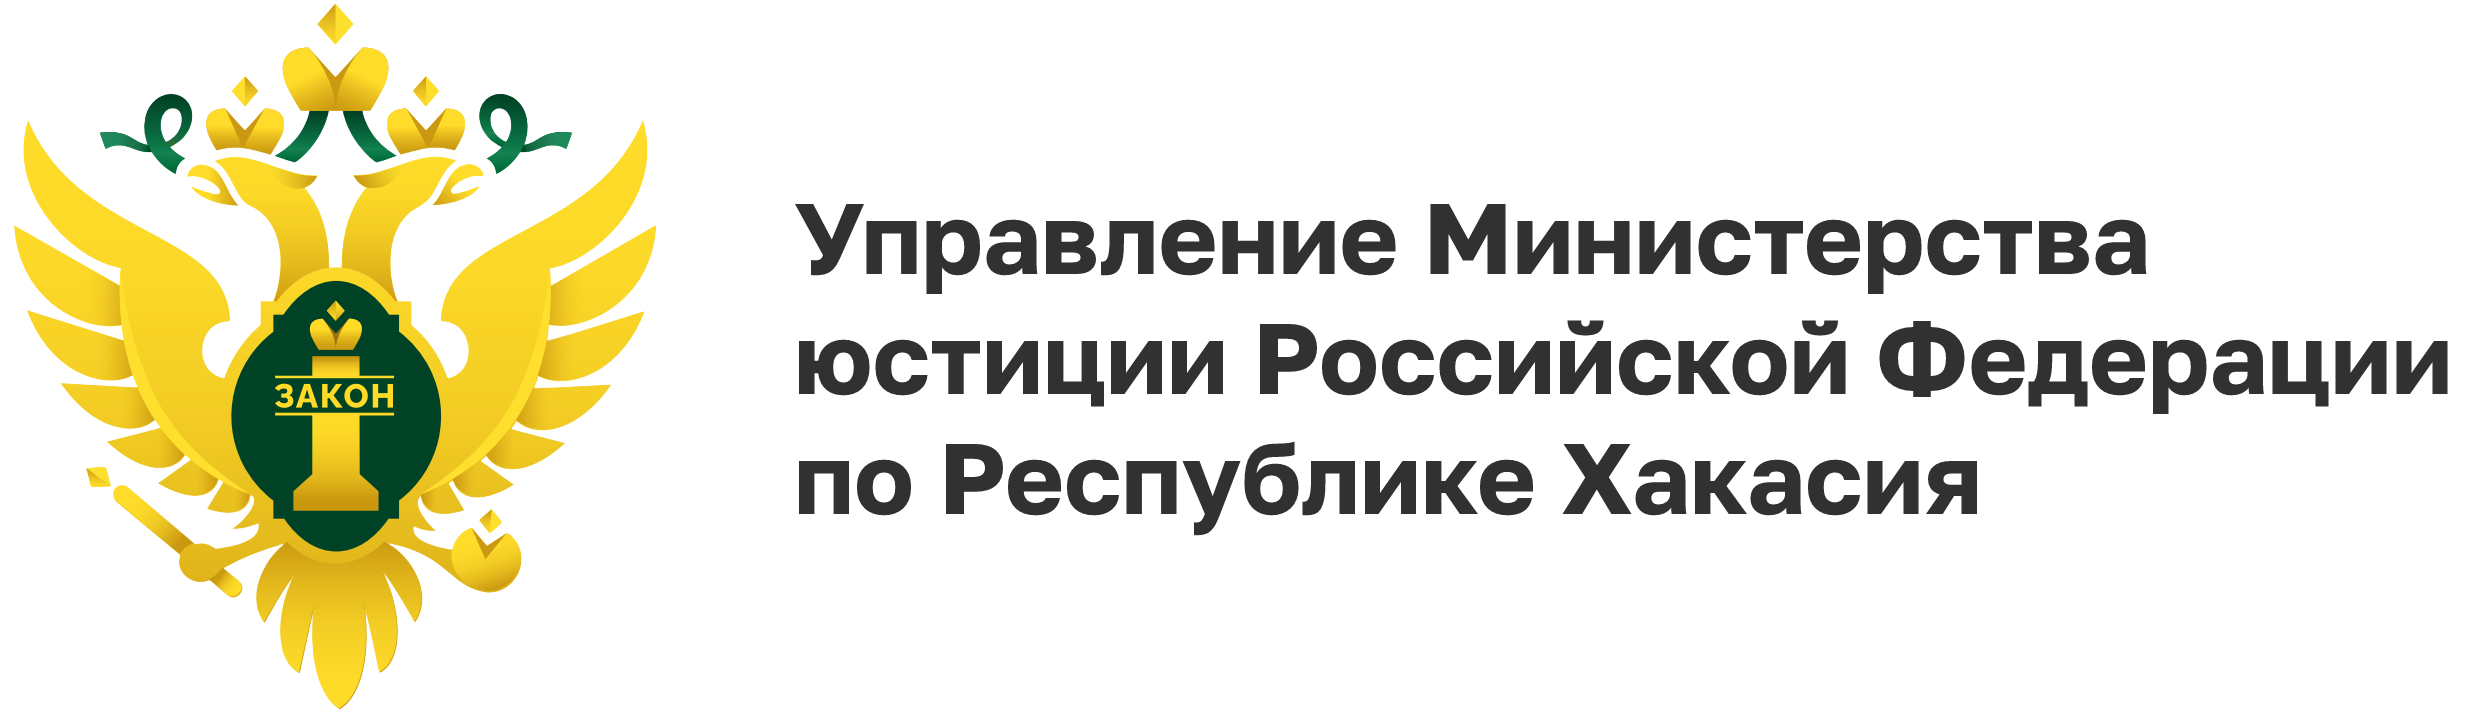 ЗАКОН
Управление Министерства
юстиции Российской Федерации
по Республике Хакасия